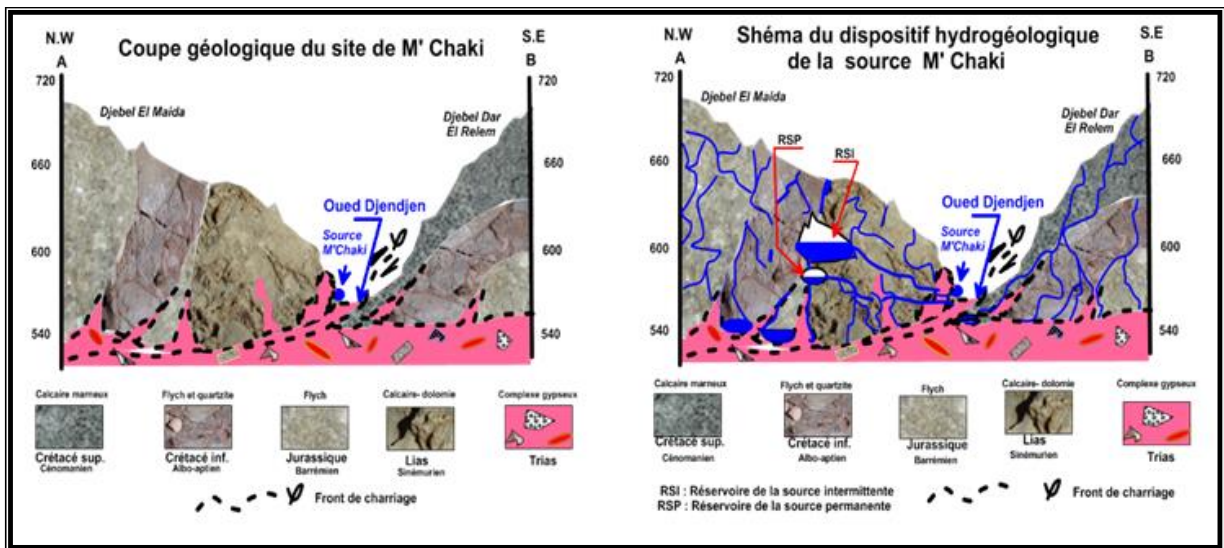 N.W
A
Coupe géologique du site de M' Chaki
S.E
B
720
720
Djebel El Maida
Djebel Dar
El Relem
660
660
Oued Djendjen
Source
M'Chaki
600
600
540
540
Calcaire marneux
Flych et quartzite
Flych
Calcaire- dolomie
Complexe gypseux
Crétacé sup.
Cénomanien
Crétacé inf.
Albo-aptien
Jurassique
Barrémien
Lias
Sinémurien
Trias
Front de charriage
N.W
A
Shéma du dispositif hydrogéologique
de la source M' Chaki
S.E
B
720
720
Djebel El Maida
Djebel Dar
El Relem
RSP
RSI
660
660
Oued Djendjen
Source
M'Chaki
600
600
540
540
Calcaire marneux
Flych et quartzite
Flych
Calcaire- dolomie
Complexe gypseux
Crétacé sup.
Cénomanien
Crétacé inf.
Albo-aptien
Jurassique
Barrémien
Lias
Sinémurien
Trias
RSI : Réservoire de la source intermittente
RSP : Réservoire de la source permanente
Front de charriage